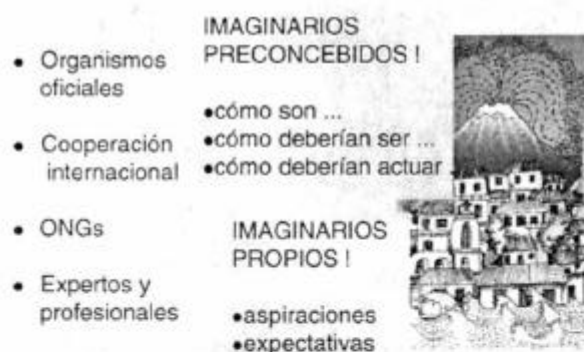 • Organismos
oficiales
• Cooperación
internacional
• ONGs
• Expertos y
profesionales
IMAGINARIOS
PRECONCEBIDOS !
•cómo son ...
•cómo deberían ser ...
•cómo deberían actuar
IMAGINARIOS
PROPIOS !
•aspiraciones
•expectativas